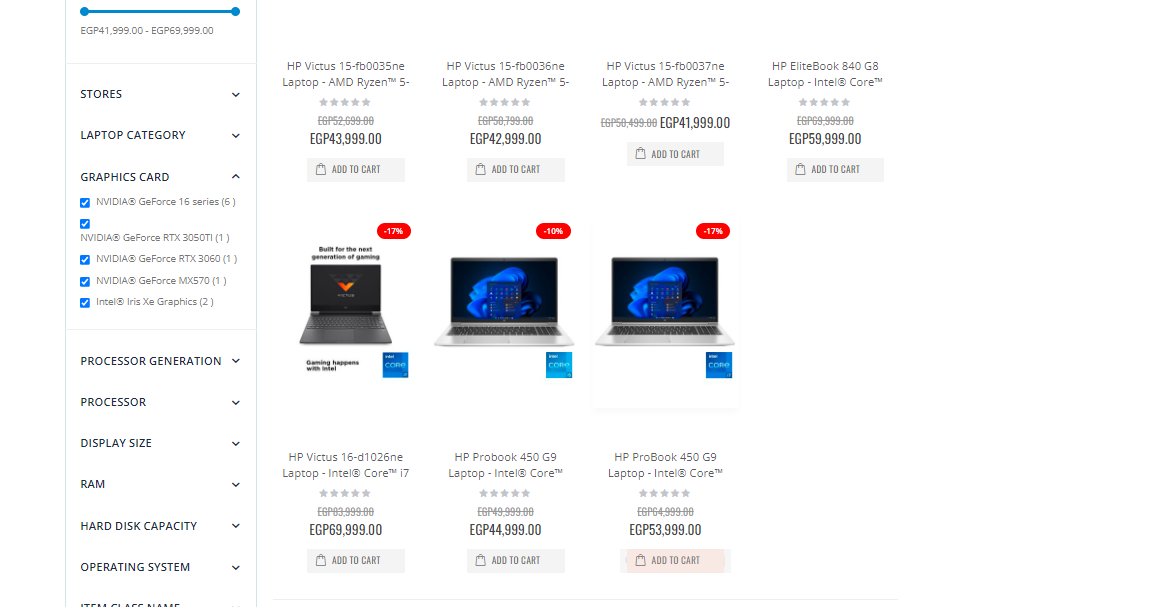 EGP41,999.00 - EGP69,999.00
STORES
LAPTOP CATEGORY
GRAPHICS CARD
NVIDIA® GeForce 16 series (6 )
NVIDIA® GeForce RTX 3050TI (1 )
NVIDIA® GeForce RTX 3060 (1 )
NVIDIA® GeForce MX570 (1 )
Intel® Iris Xe Graphics (2 )
PROCESSOR GENERATION
PROCESSOR
DISPLAY SIZE
RAM
HARD DISK CAPACITY
OPERATING SYSTEM
ITEM CLASS NAME
HP Victus 15-fb0035ne
Laptop - AMD Ryzen™ 5-
EGP52,699.00
EGP43,999.00
ADD TO CART
HP Victus 15-fb0036ne
Laptop - AMD Ryzen™ 5-
EGP50,799.00
EGP42,999.00
ADD TO CART
HP Victus 15-fb0037ne
Laptop - AMD Ryzen™ 5-
EGP50,499.00 EGP41,999.00
ADD TO CART
HP EliteBook 840 G8
Laptop - Intel® Core™
EGP69,999.00
EGP59,999.00
ADD TO CART
-17%
Built for the next
generation of gaming
VICTUS
Gaming happens
with Intel
intel
CORE
HP Victus 16-d1026ne
Laptop - Intel® Core™ i7
EGP83,999.00
EGP69,999.00
ADD TO CART
-10%
intel
CORE
HP Probook 450 G9
Laptop - Intel® Core™
EGP49,999.00
EGP44,999.00
ADD TO CART
-17%
intel
CORE
HP ProBook 450 G9
Laptop - Intel® Core™
EGP64,999.00
EGP53,999.00
ADD TO CART